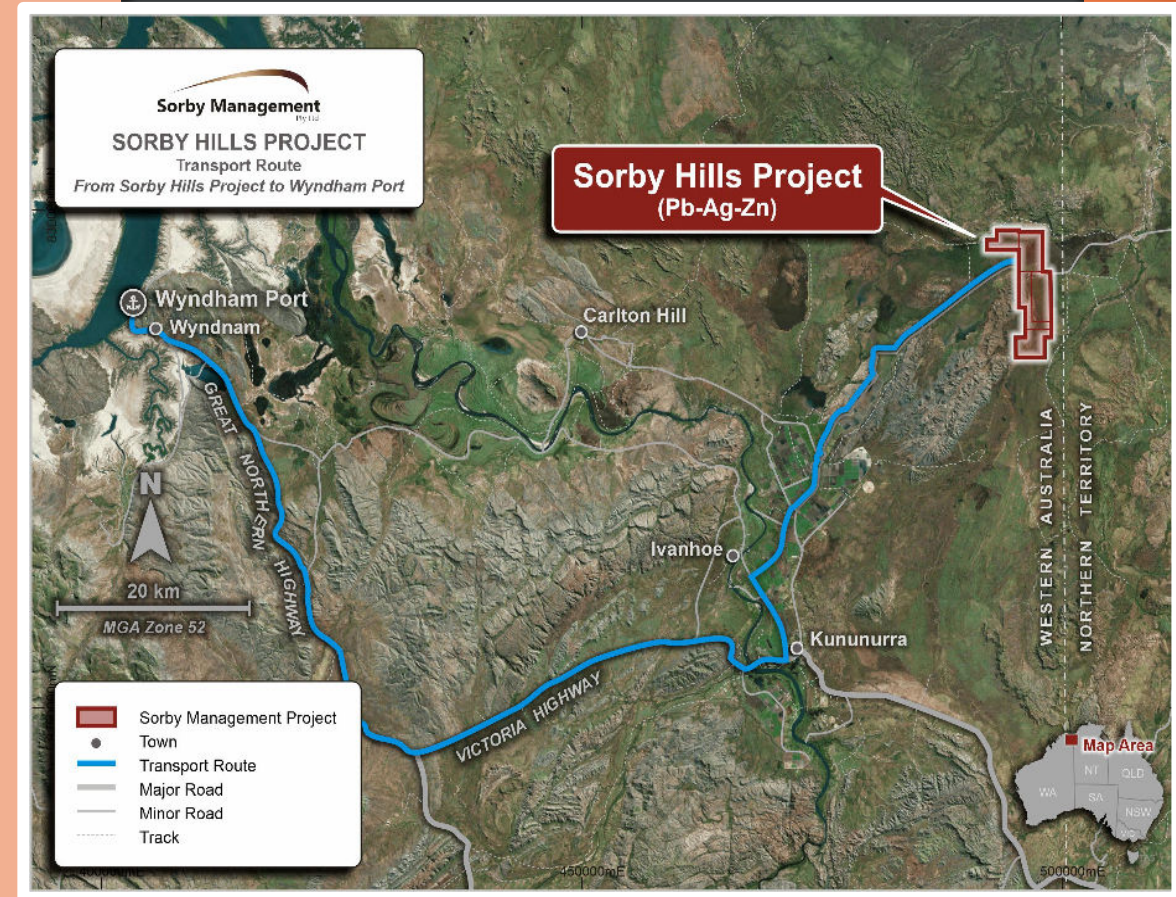 Sorby Management
Pty Ltd
SORBY HILLS PROJECT
Transport Route
From Sorby Hills Project to Wyndham Port
Sorby Hills Project
(Pb-Ag-Zn)
Wyndham Port
Wyndnam
Carlton Hill
GREAT NORTHERN HIGHWAY
N
20 km
MGA Zone 52
Ivanhoe
Kununurra
VICTORIA HIGHWAY
WESTERN AUSTRALIA
NORTHERN TERRITORY
Sorby Management Project
Town
Transport Route
Major Road
Minor Road
Track
Map Area
WA
NT
QLD
SA
NSW
450000mE
500000mE